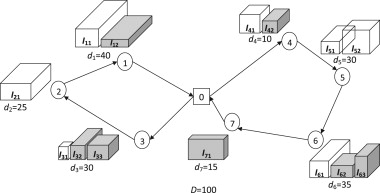 I11 I12
d1=40
1
I41 I42
d4=10
4
I51 I52
d5=30
5
I21
d2=25
2
0
I31 I32 I33
d3=30
3
I71
d7=15
7
6
I61 I62 I63
d6=35
D=100